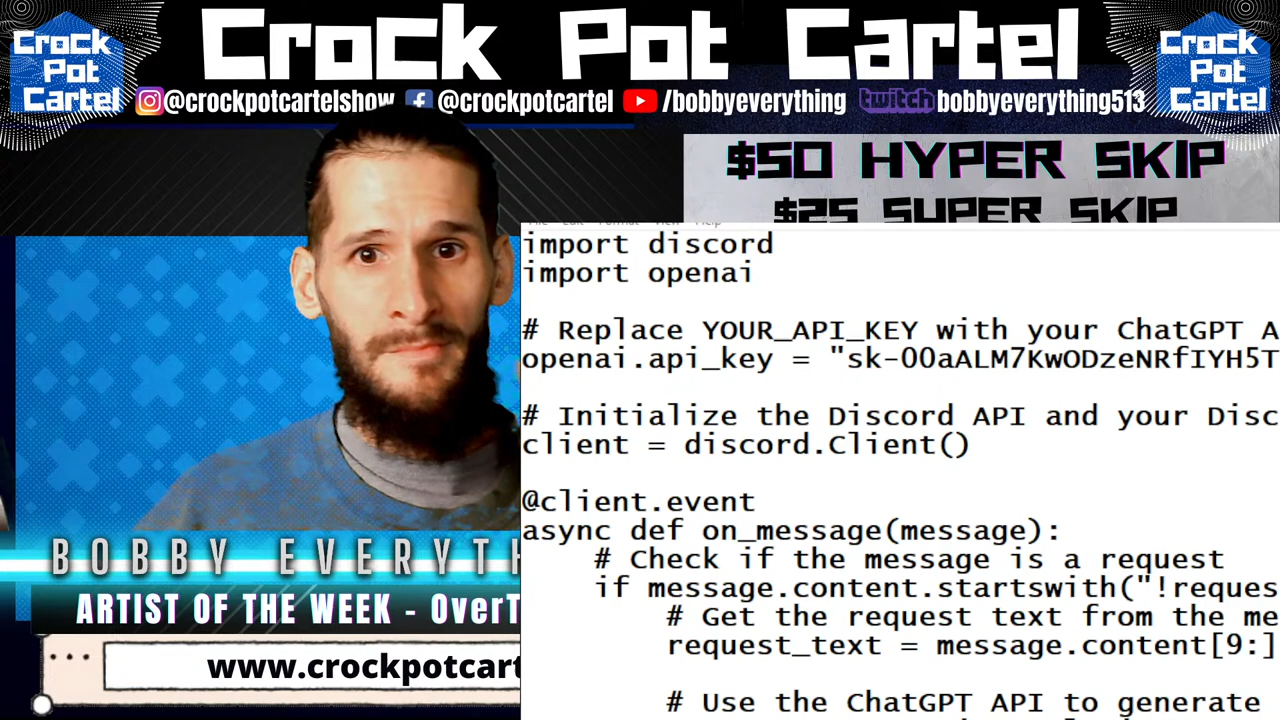 Crock Pot Cartel
Crock
Pot
Cartel
@crockpotcartelshow @crockpotcartel /bobbyeverything twitch bobbyeverything513
Crock
Pot
Cartel
$50 HYPER SKIP
$25 SUPER SKIP
import discord
import openai
# Replace YOUR_API_KEY with your ChatGPT A
openai.api_key = "sk-OOaALM7KwODzeNRfIYH5T
# Initialize the Discord API and your Disc
client = discord.Client()
@client.event
async def on_message(message):
# Check if the message is a request
if message.content.startswith("!reques
# Get the request text from the me
request_text = message.content[9:]
# Use the ChatGPT API to generate
BOBBY EVERYTH
ARTIST OF THE WEEK - OverT
www.crockpotcart